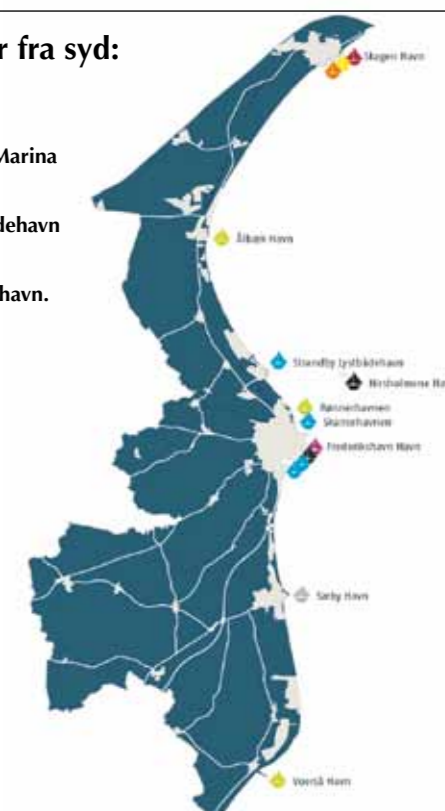 r fra syd:
Marina
dehavn
havn.
Skagen Havn
Ålbæk Havn
Strandby Lystbådehavn
Hirsholmene Ha
Rønnerhavnen
Skansehavnen
Frederikshavn Havn
Sæby Havn
Voerså Havn